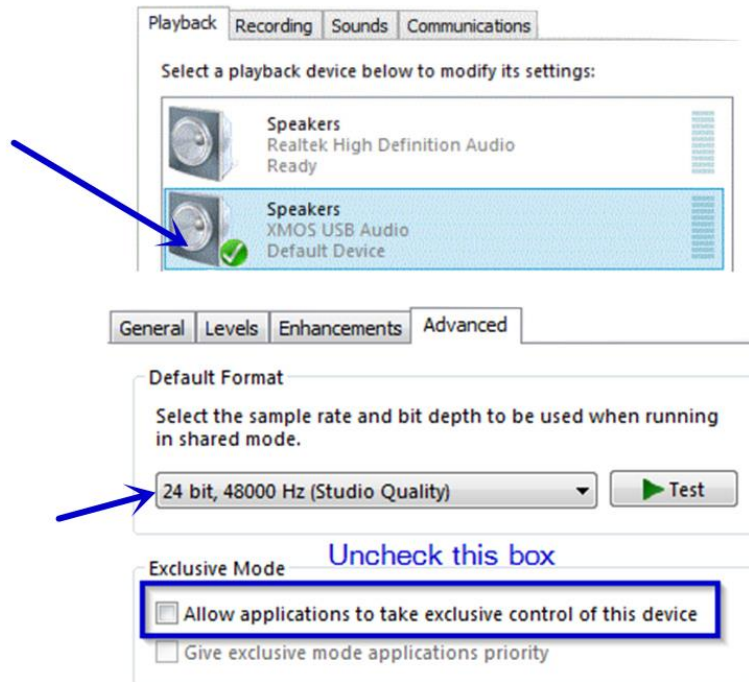 Playback Recording Sounds Communications
Select a playback device below to modify its settings:
Speakers
Realtek High Definition Audio
Ready
Speakers
XMOS USB Audio
Default Device
General Levels Enhancements Advanced
Default Format
Select the sample rate and bit depth to be used when running
in shared mode.
24 bit, 48000 Hz (Studio Quality) Test
Uncheck this box
Exclusive Mode
Allow applications to take exclusive control of this device
Give exclusive mode applications priority